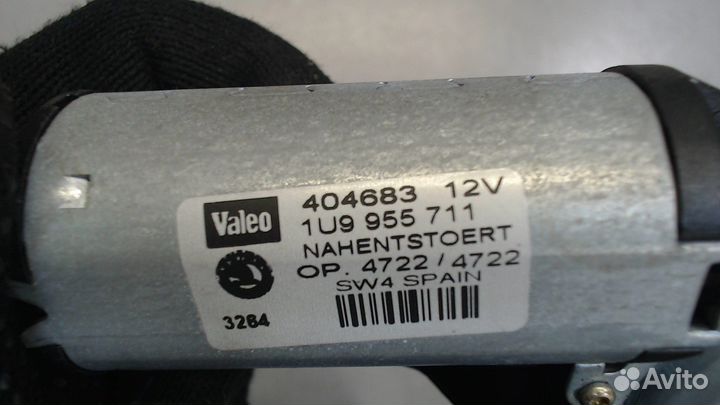 Valeo
404683 12V
1U9 955 711
NAHENTSTOERT
OP. 4722 / 4722
SW4 SPAIN
3264
Avito